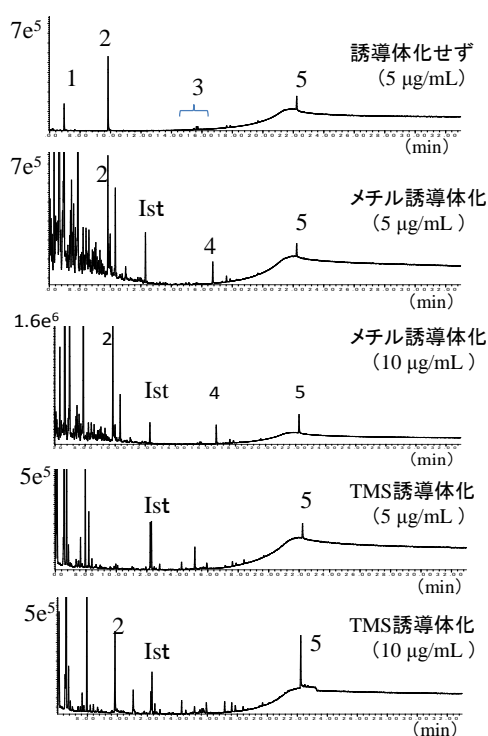 7e5
1
2
3
5
誘導体化せず
(5 μg/mL)
(min)
7e5
2
Ist
4
5
メチル誘導体化
(5 μg/mL )
(min)
1.6e6
2
Ist
4
5
メチル誘導体化
(10 μg/mL)
(min)
5e5
Ist
5
TMS誘導体化
(5 μg/mL )
(min)
5e5
2
Ist
5
TMS誘導体化
(10 μg/mL )
(min)